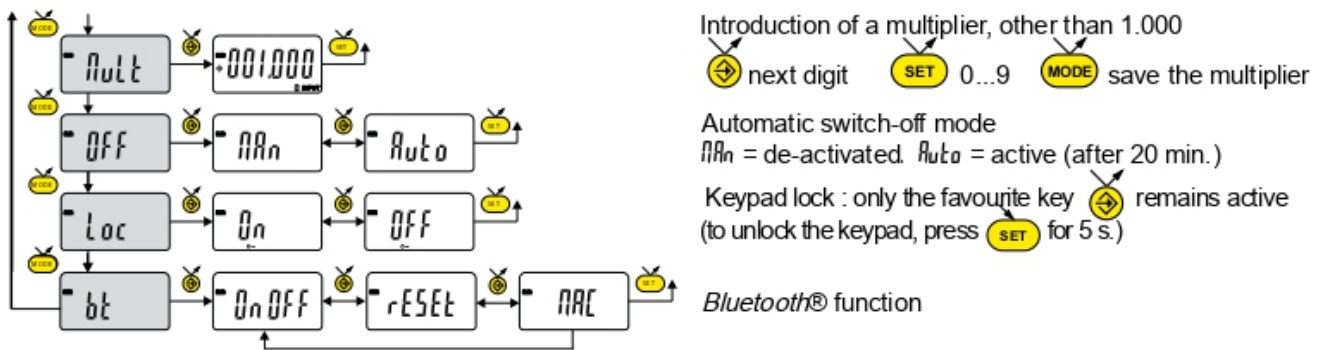 MODE
MuLt
001.000
INPUT
SET
Introduction of a multiplier, other than 1.000
next digit SET 0...9 MODE save the multiplier
MODE
OFF
MAn
Auto
SET
Automatic switch-off mode
MAn = de-activated. Auto = active (after 20 min.)
MODE
Loc
On
OFF
SET
Keypad lock : only the favourite key remains active
(to unlock the keypad, press SET for 5 s.)
MODE
bt
On OFF
rESEt
MAC
SET
Bluetooth® function